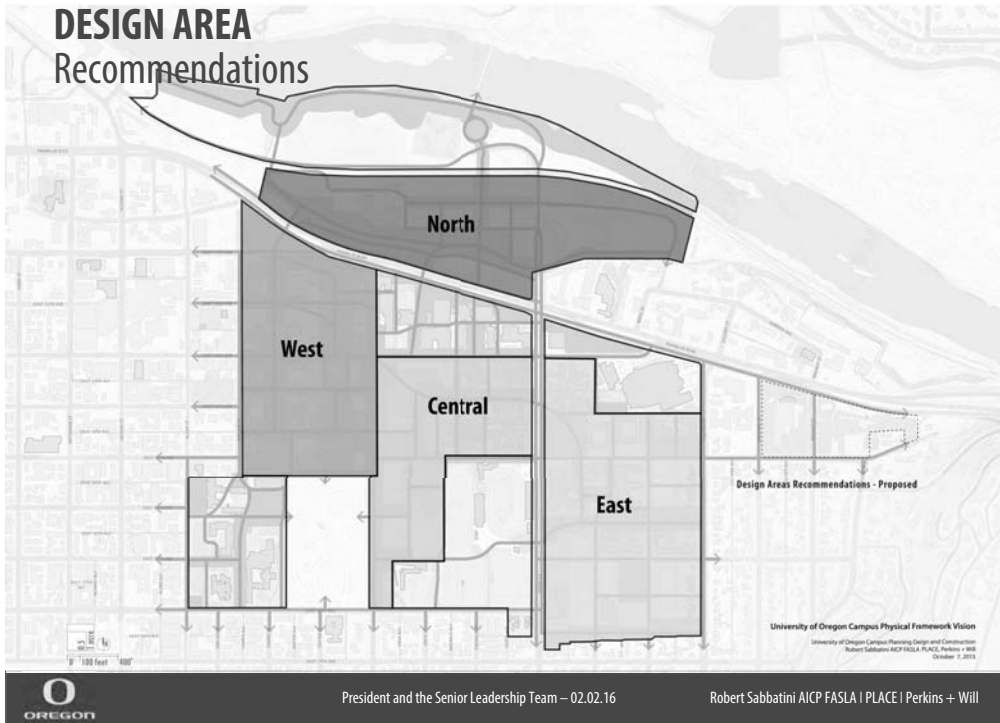 DESIGN AREA
Recommendations
North
West
Central
East
Design Areas Recommendations - Proposed
University of Oregon Campus Physical Framework Vision
University of Oregon Campus Planning Design and Construction
Robert Sabbatini AICP FASLA PLACE, Perkins + Will
October 7, 2015
0' 100 feet 400'
O
OREGON
President and the Senior Leadership Team – 02.02.16
Robert Sabbatini AICP FASLA I PLACE I Perkins + Will